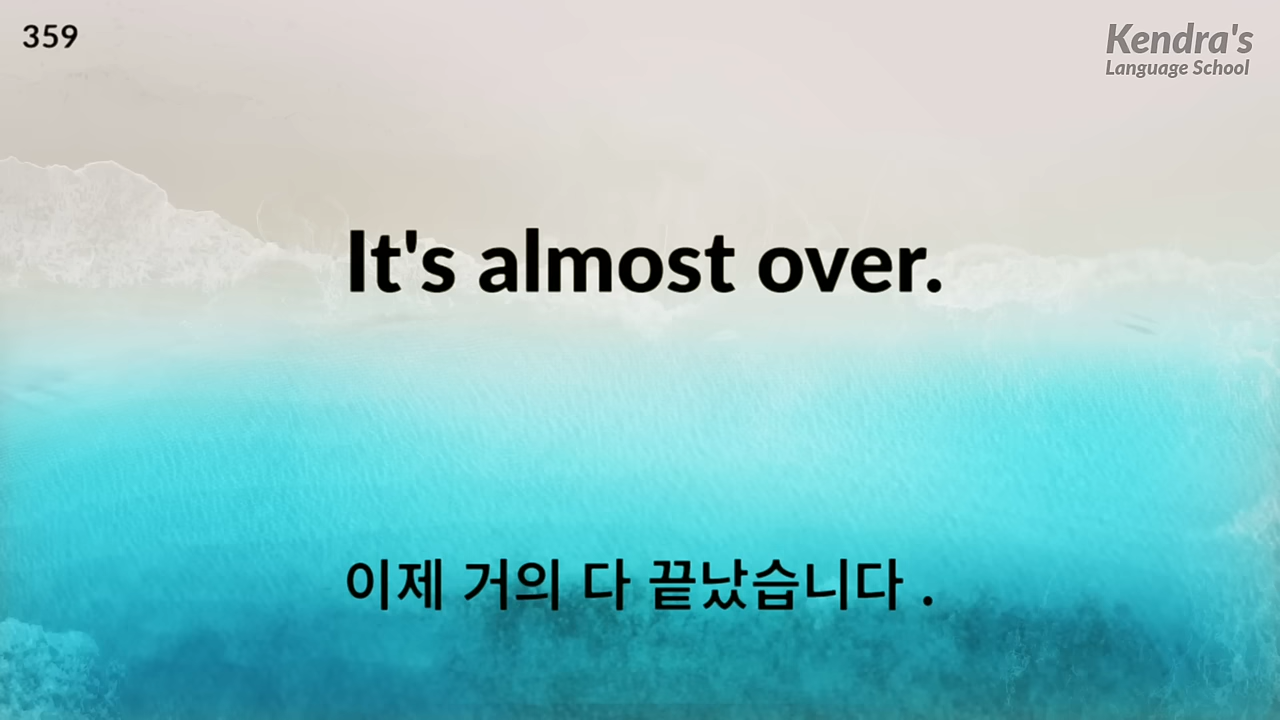 359
Kendra's
Language School
It's almost over.
이제 거의 다 끝났습니다 .